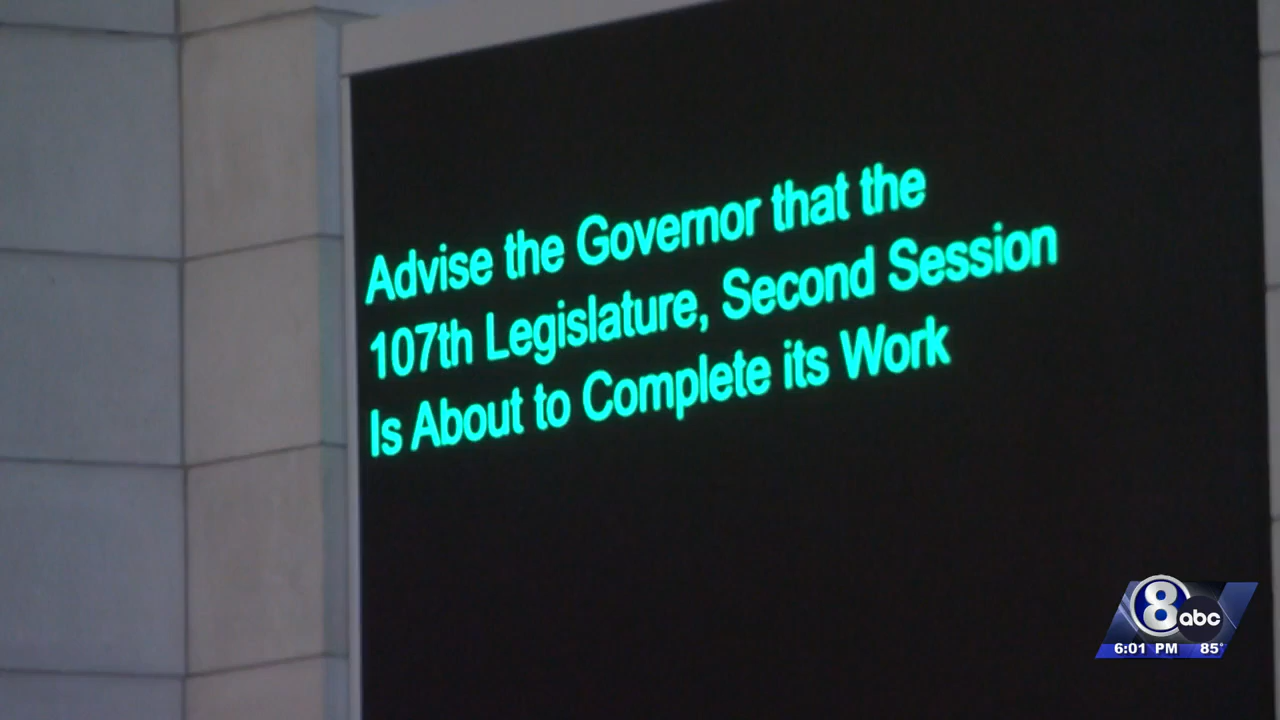 Advise the Governor that the
107th Legislature, Second Session
Is About to Complete its Work
8 abc
6:01 PM 85°